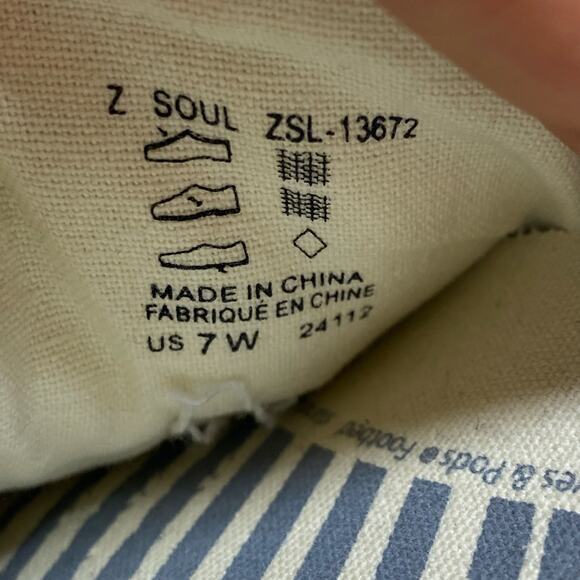 Z SOUL ZSL-13672
MADE IN CHINA
FABRIQUÉ EN CHINE
US 7 W 24112
es & Pods Footbed